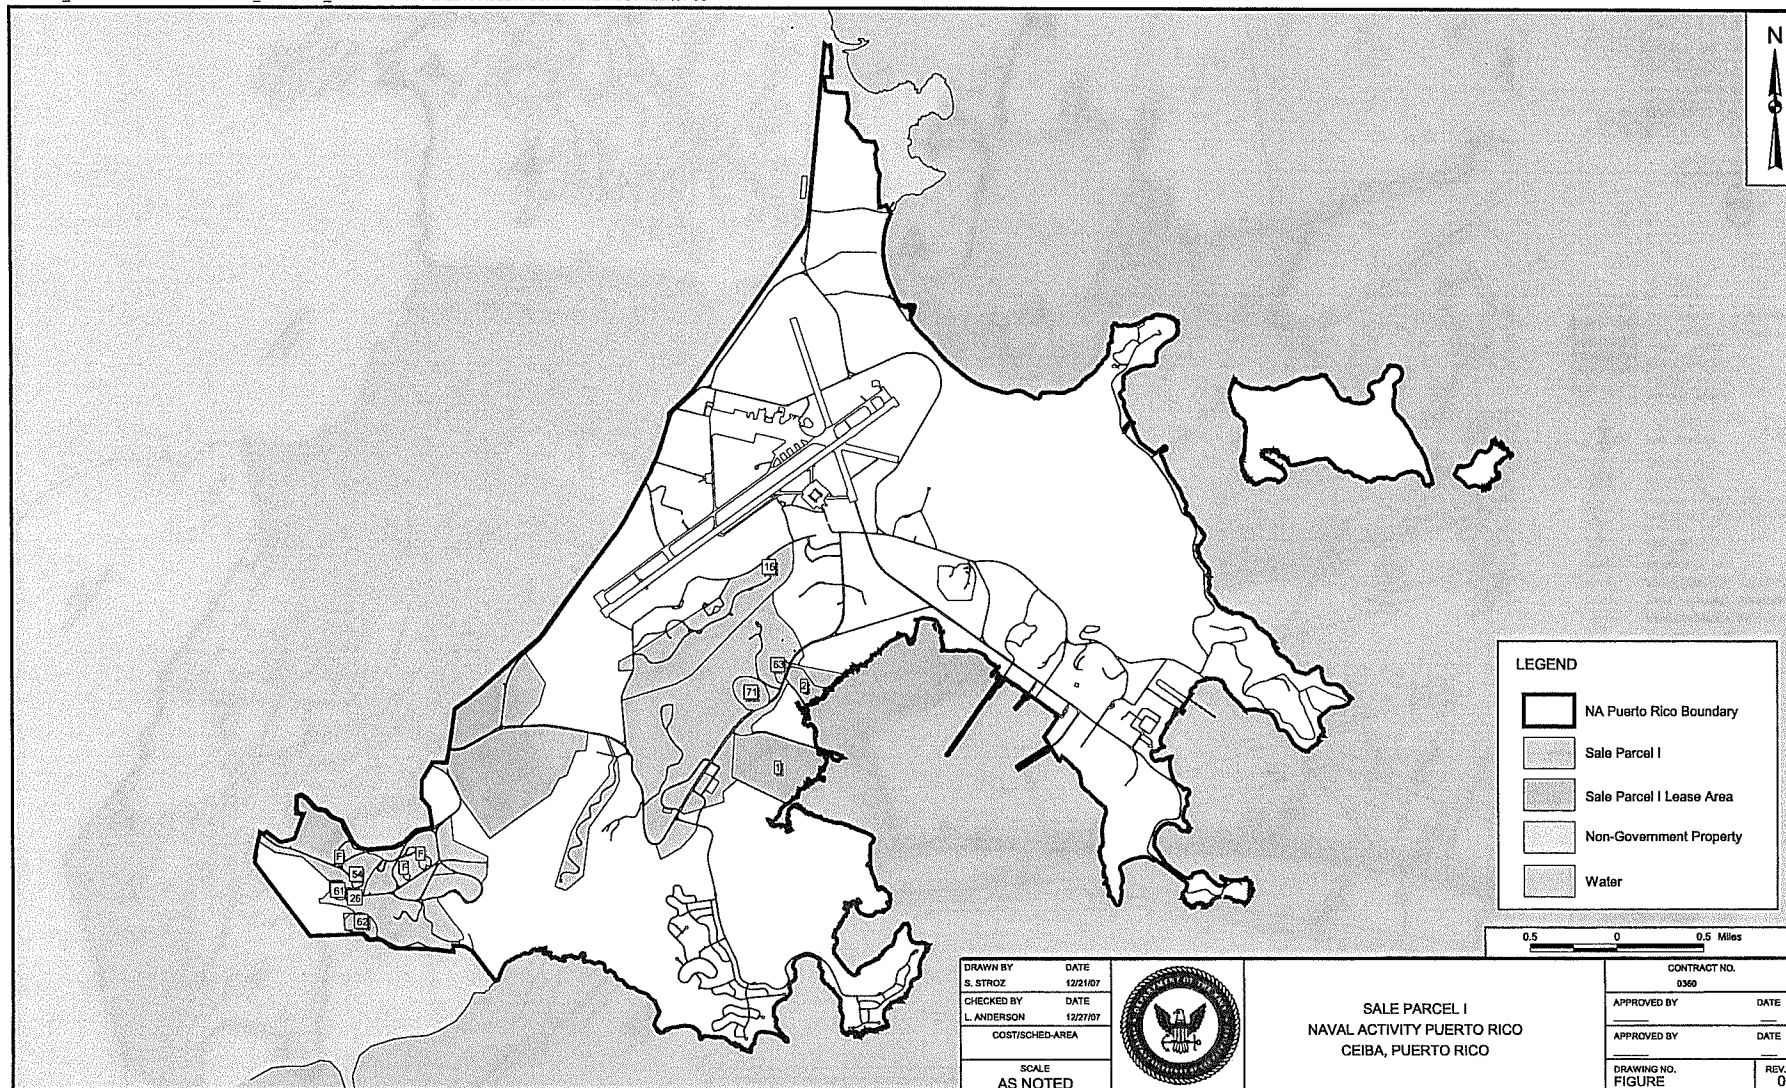 N
16
63
2
71
1
F
F
F
54
61
26
62
LEGEND
NA Puerto Rico Boundary
Sale Parcel I
Sale Parcel I Lease Area
Non-Government Property
Water
0.5 0 0.5 Miles
DRAWN BY DATE
S. STROZ 12/21/07
CHECKED BY DATE
L. ANDERSON 12/27/07
COST/SCHED-AREA
SCALE
AS NOTED
SALE PARCEL I
NAVAL ACTIVITY PUERTO RICO
CEIBA, PUERTO RICO
CONTRACT NO.
0360
APPROVED BY DATE
APPROVED BY DATE
DRAWING NO. REV.
FIGURE 0